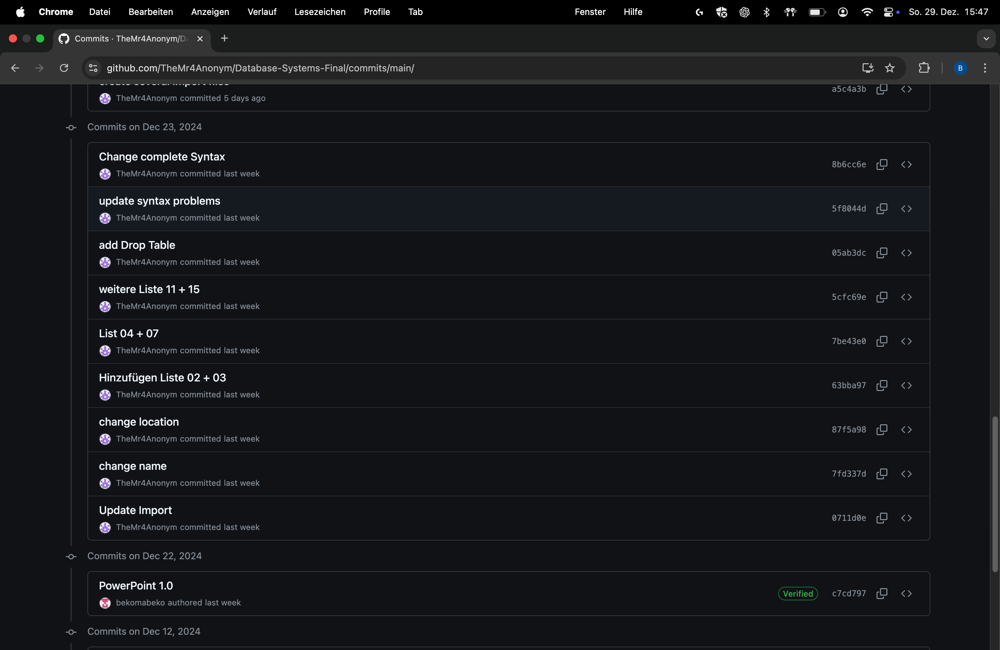 Chrome Datei Bearbeiten Anzeigen Verlauf Lesezeichen Profile Tab Fenster Hilfe So. 29. Dez. 15:47
Commits · TheMr4Anonym/Da
github.com/TheMr4Anonym/Database-Systems-Final/commits/main/
B
create several import files
a5c4a3b
TheMr4Anonym committed 5 days ago
Commits on Dec 23, 2024
Change complete Syntax
8b6cc6e
TheMr4Anonym committed last week
update syntax problems
5f8044d
TheMr4Anonym committed last week
add Drop Table
05ab3dc
TheMr4Anonym committed last week
weitere Liste 11 + 15
5cfc69e
TheMr4Anonym committed last week
List 04 + 07
7be43e0
TheMr4Anonym committed last week
Hinzufügen Liste 02 + 03
63bba97
TheMr4Anonym committed last week
change location
87f5a98
TheMr4Anonym committed last week
change name
7fd337d
TheMr4Anonym committed last week
Update Import
0711d0e
TheMr4Anonym committed last week
Commits on Dec 22, 2024
PowerPoint 1.0
Verified c7cd797
bekomabeko authored last week
Commits on Dec 12, 2024